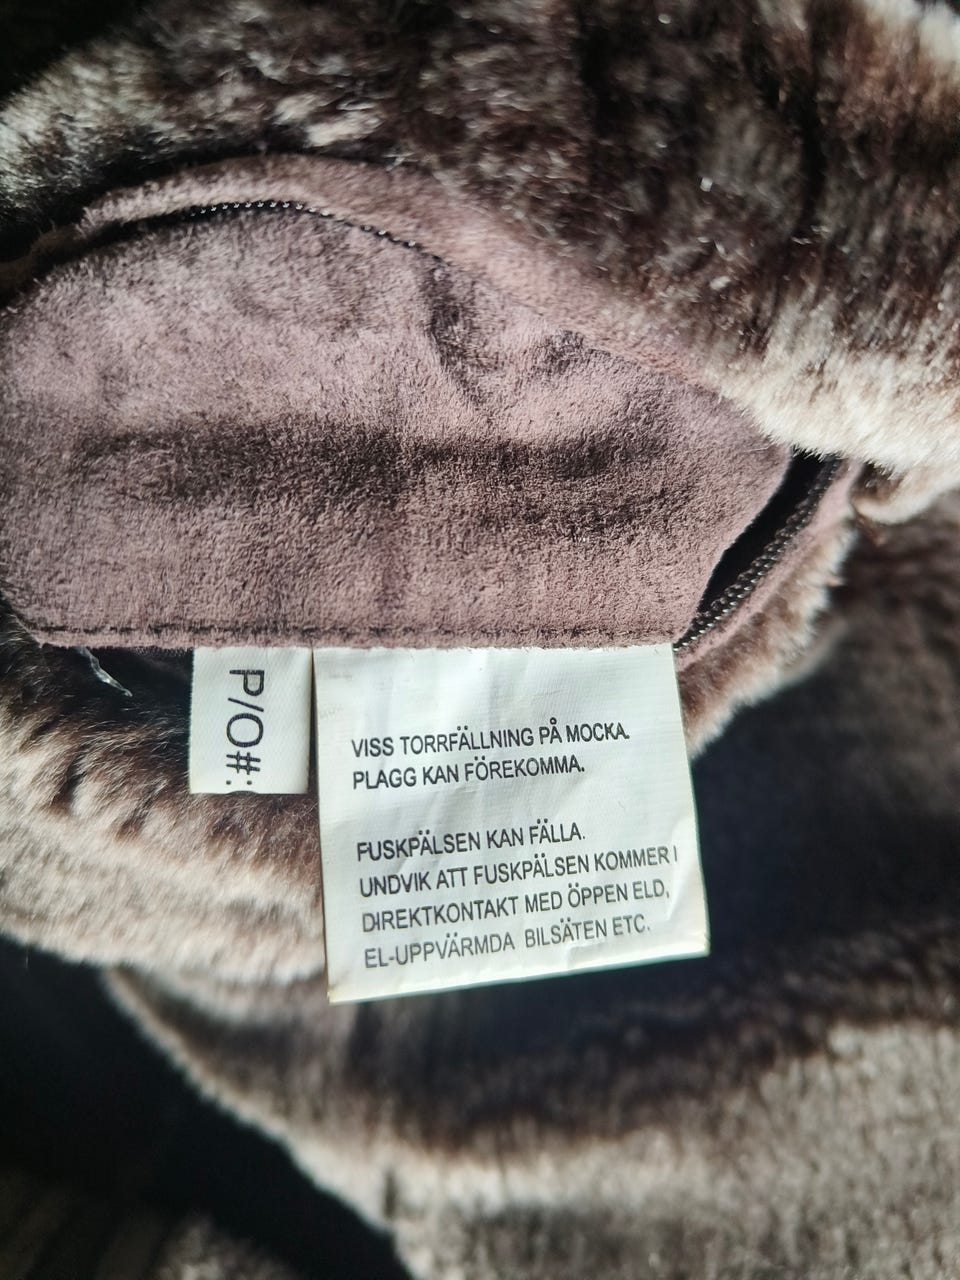 P/O#:
VISS TORRFÄLLNING PÅ MOCKA.
PLAGG KAN FÖREKOMMA.
FUSKPÄLSEN KAN FÄLLA.
UNDVIK ATT FUSKPÄLSEN KOMMER I
DIREKTKONTAKT MED ÖPPEN ELD,
EL-UPPVÄRMDA BILSÄTEN ETC.